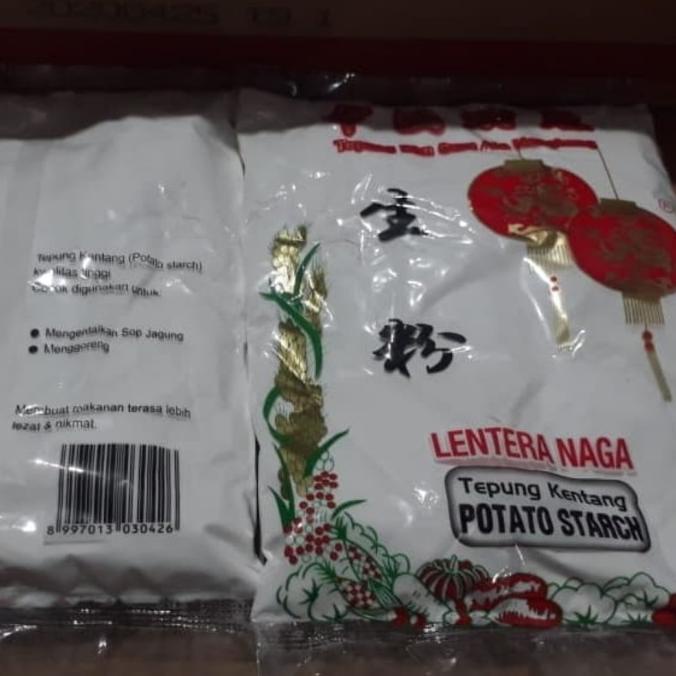 Tepung Kentang (Potato starch)
kwalitas tinggi
Cocok digunakan untuk:
● Mengentalkan Sop Jagung
● Menggoreng
Membuat makanan terasa lebih
lezat & nikmat.
8 997013 030426
生
粉
®
LENTERA NAGA
Tepung Kentang
POTATO STARCH